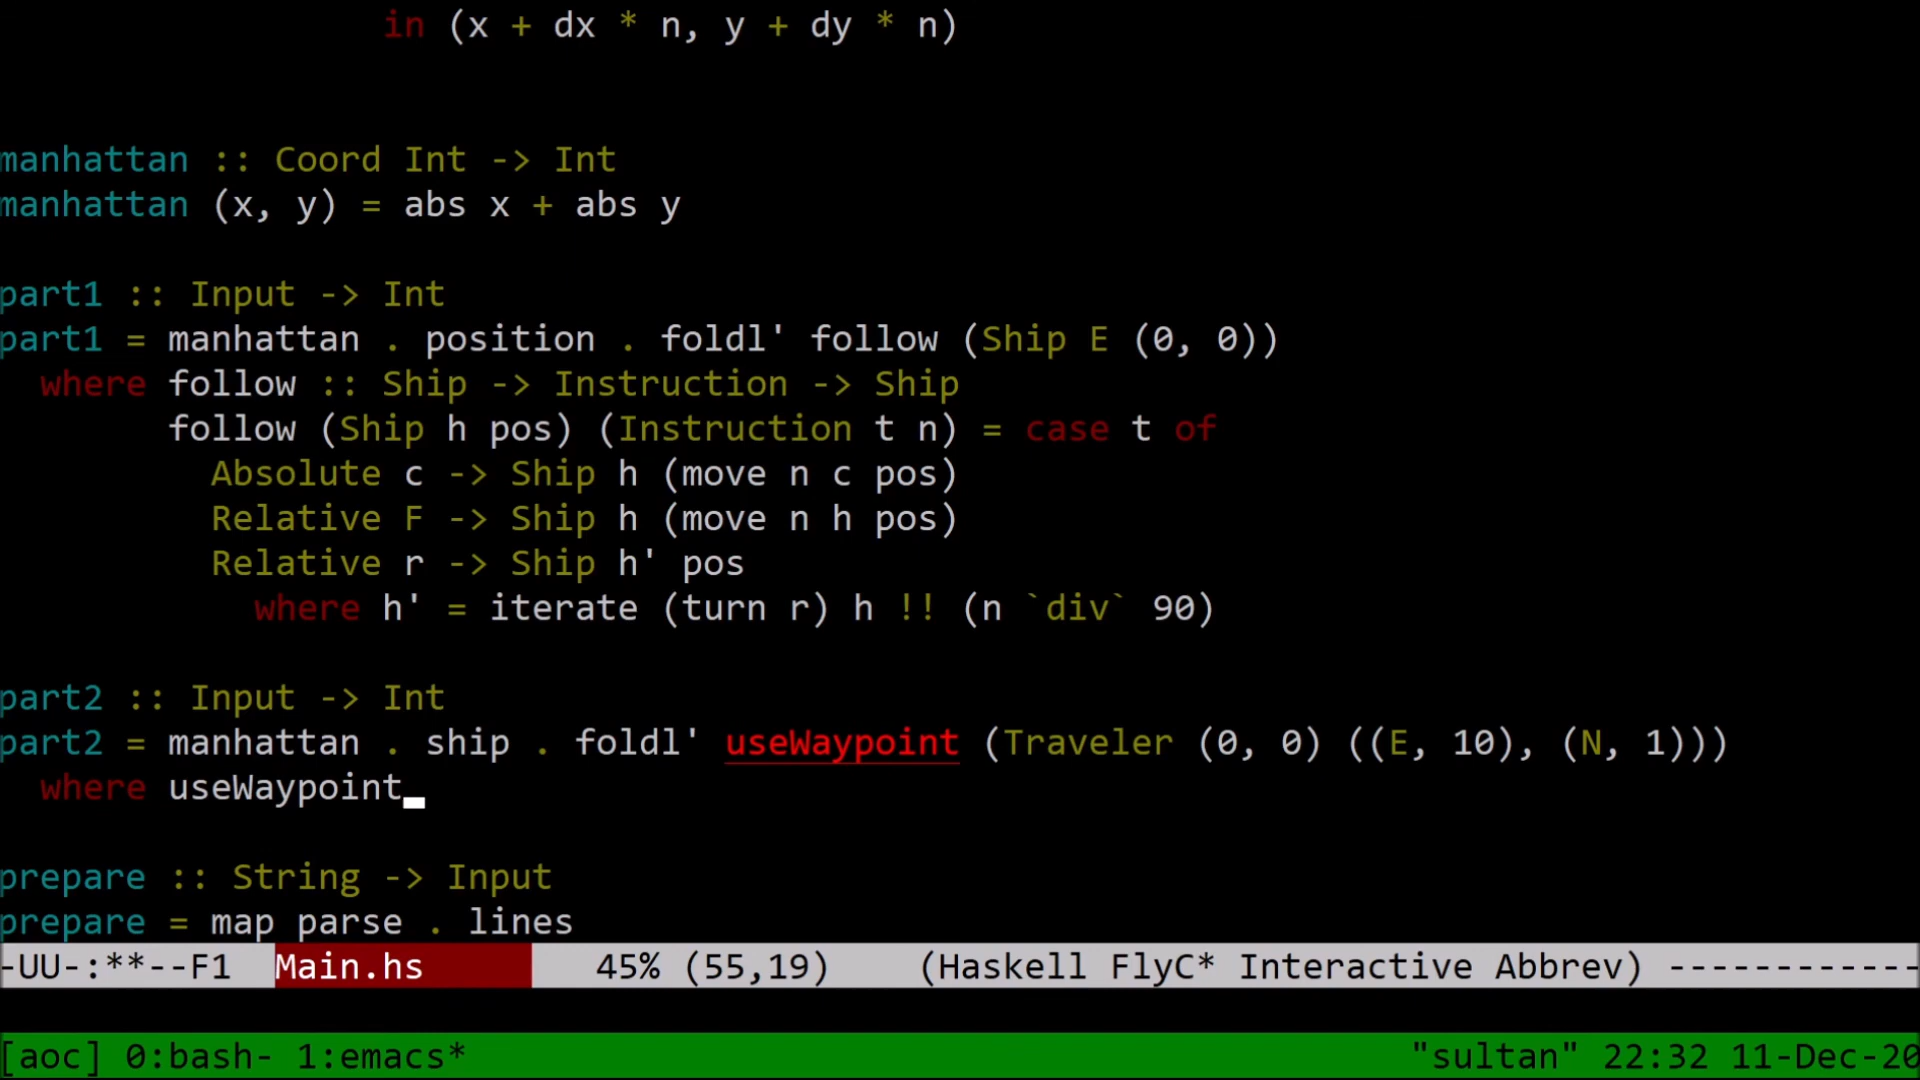 in (x + dx * n, y + dy * n)
manhattan :: Coord Int -> Int
manhattan (x, y) = abs x + abs y
part1 :: Input -> Int
part1 = manhattan . position . foldl' follow (Ship E (0, 0))
where follow :: Ship -> Instruction -> Ship
follow (Ship h pos) (Instruction t n) = case t of
Absolute c -> Ship h (move n c pos)
Relative F -> Ship h (move n h pos)
Relative r -> Ship h' pos
where h' = iterate (turn r) h !! (n `div` 90)
part2 :: Input -> Int
part2 = manhattan . ship . foldl' useWaypoint (Traveler (0, 0) ((E, 10), (N, 1)))
where useWaypoint
prepare :: String -> Input
prepare = map parse . lines
-UU-:**--F1 Main.hs 45% (55,19) (Haskell FlyC* Interactive Abbrev) ------------
[aoc] 0:bash- 1:emacs* "sultan" 22:32 11-Dec-20